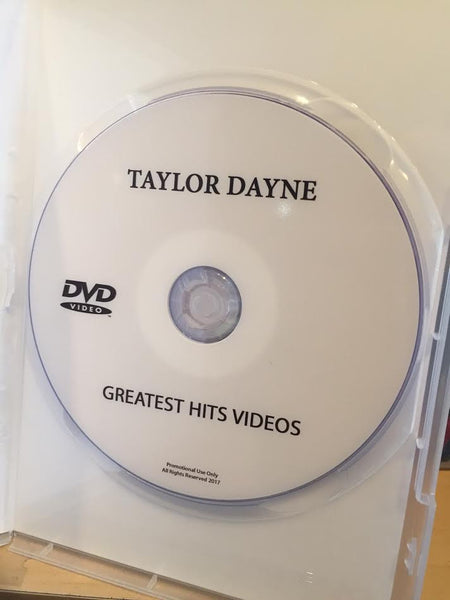 TAYLOR DAYNE
DVD
VIDEO
GREATEST HITS VIDEOS
Promotional Use Only
All Rights Reserved 2017